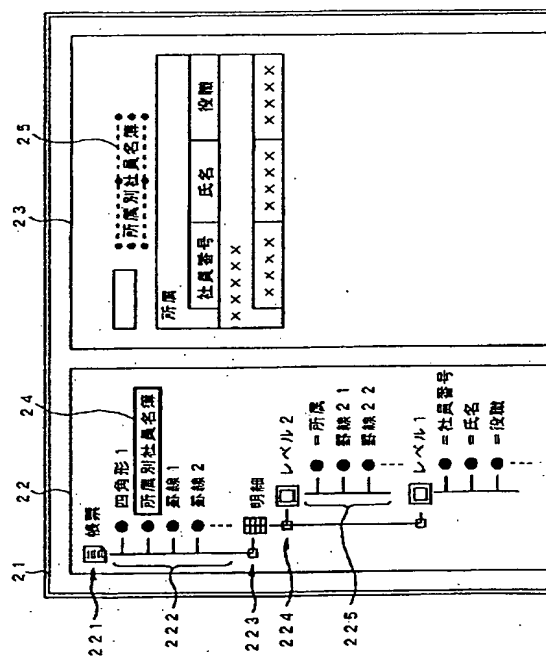 21
22
23
24
25
221
222
223
224
225
帳票
四角形1
所属別社員名簿
罫線1
罫線2
明細
レベル2
=所属
罫線21
罫線22
レベル1
=社員番号
=氏名
=役職
所属別社員名簿
所属
社員番号 氏名 役職
×××××
×××× ×××× ××××